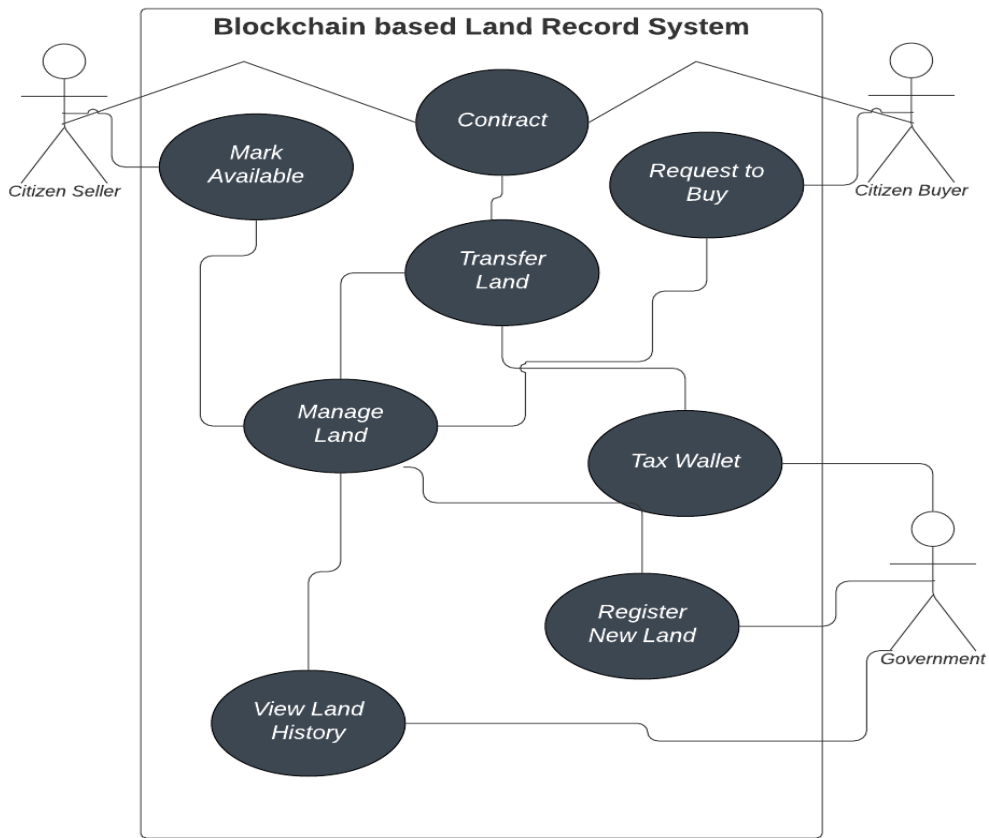 Blockchain based Land Record System
Contract
Mark
Available
Request to
Buy
Citizen Seller
Citizen Buyer
Transfer
Land
Manage
Land
Tax Wallet
Register
New Land
Government
View Land
History